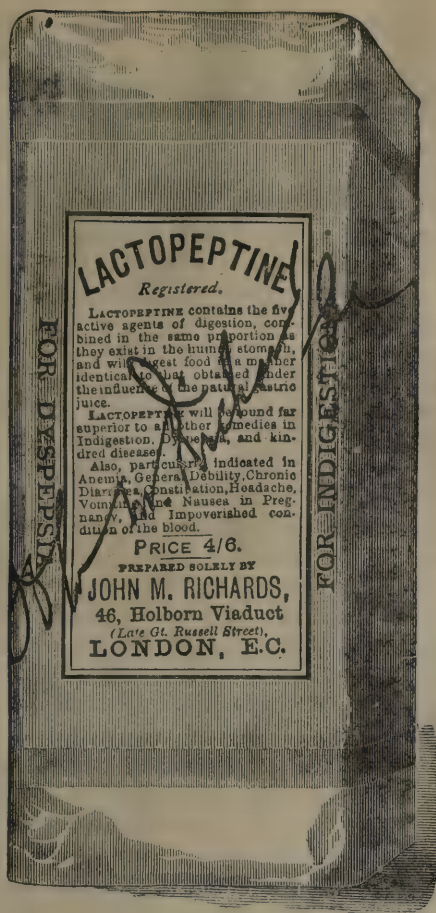 LACTOPEPTINE
Registered.
LACTOPEPTINE contains the five
active agents of digestion, com-
bined in the same proportion as
they exist in the human stomach,
and will digest food in a manner
identical to that obtained under
the influence of the natural gastric
juice.
LACTOPEPTINE will be found far
superior to all other remedies in
Indigestion, Dyspepsia, and kin-
dred diseases.
Also, particularly indicated in
Anemia, General Debility, Chronic
Diarrhœa, Constipation, Headache,
Vomiting and Nausea in Preg-
nancy, and Impoverished con-
dition of the blood.
PRICE 4/6.
PREPARED SOLELY BY
JOHN M. RICHARDS,
46, Holborn Viaduct
(Late Gt. Russell Street),
LONDON, E.C.
FOR DYSPEPSIA
FOR INDIGESTION.
John M Richards